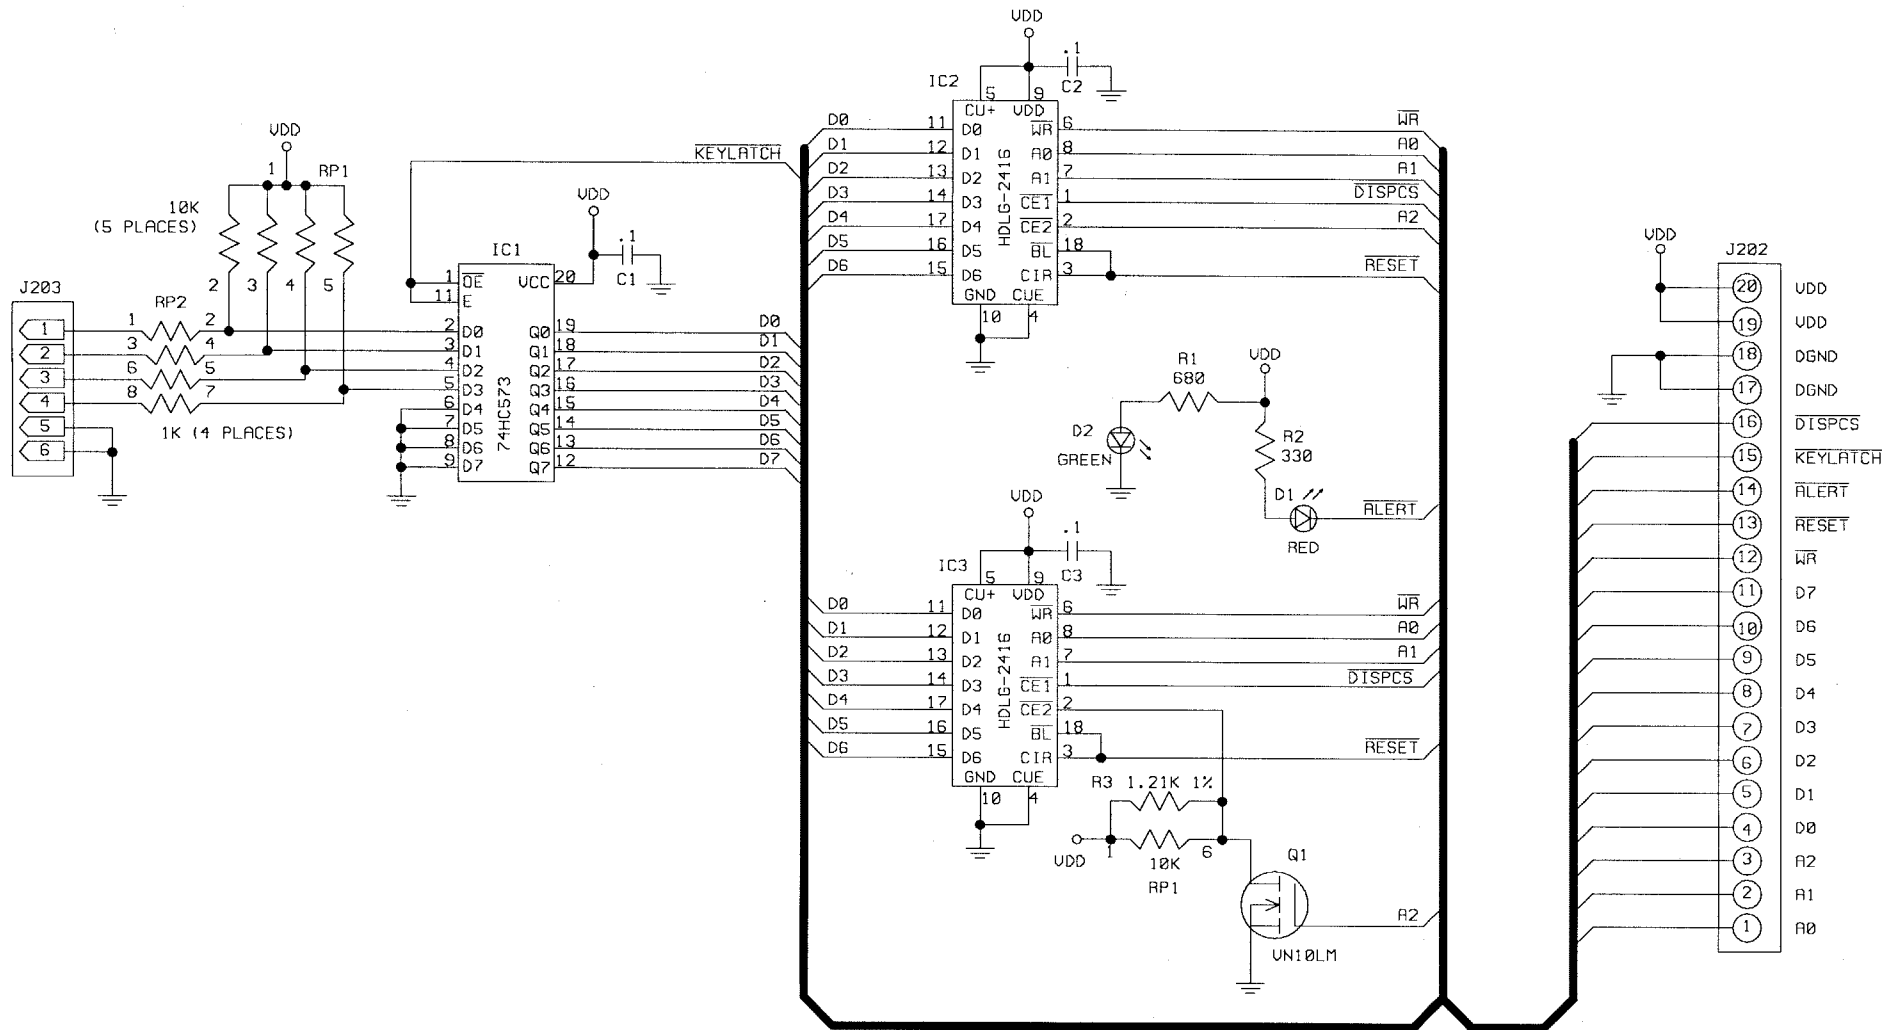 VDD
.1
C2
IC2
5 9
CU+ VDD
D0 11 D0 WR 6 WR
D1 12 D1 A0 8 A0
D2 13 D2 A1 7 A1
D3 14 D3 CE1 1 DISPCS
D4 17 D4 CE2 2 A2
D5 16 D5 BL 18
D6 15 D6 CIR 3 RESET
HDLG-2416
GND CUE
10 4
VDD
1 RP1
10K
(5 PLACES)
2 3 4 5
KEYLATCH
VDD
.1
C1
IC1
1 OE VCC 20
11 E
2 D0 Q0 19 D0
3 D1 Q1 18 D1
4 D2 Q2 17 D2
5 D3 Q3 16 D3
6 D4 Q4 15 D4
7 D5 Q5 14 D5
8 D6 Q6 13 D6
9 D7 Q7 12 D7
74HC573
J203
RP2
1 1 2
2 3 4
3 6 5
4 8 7
5
6
1K (4 PLACES)
R1
680
VDD
D2
GREEN
R2
330
D1
RED
ALERT
VDD
.1
C3
IC3
5 9
CU+ VDD
D0 11 D0 WR 6 WR
D1 12 D1 A0 8 A0
D2 13 D2 A1 7 A1
D3 14 D3 CE1 1 DISPCS
D4 17 D4 CE2 2
D5 16 D5 BL 18
D6 15 D6 CIR 3 RESET
HDLG-2416
GND CUE
10 4
R3 1.21K 1%
VDD
1 6
10K
RP1
Q1
A2
VN10LM
VDD
J202
20 VDD
19 VDD
18 DGND
17 DGND
16 DISPCS
15 KEYLATCH
14 ALERT
13 RESET
12 WR
11 D7
10 D6
9 D5
8 D4
7 D3
6 D2
5 D1
4 D0
3 A2
2 A1
1 A0